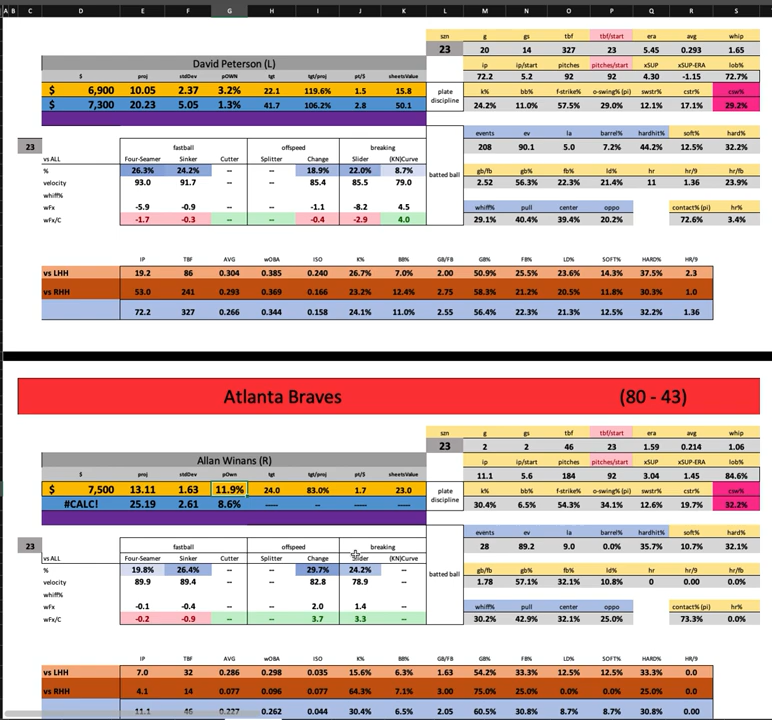 A B C D E F G H I J K L M N O P Q R S T
szn g gs tbf tbf/start era avg whip
23 20 14 327 23 5.45 0.293 1.65
David Peterson (L) ip ip/start pitches pitches/start xSUP xSUP-ERA lob%
$ proj stdDev pOWN tgt tgt/proj pt/$ sheetsValue 72.2 5.2 92 92 4.30 -1.15 72.7%
$ 6,900 10.05 2.37 3.2% 22.1 119.6% 1.5 15.8 plate discipline k% bb% f-strike% o-swing% (pi) swstr% cstr% csw%
$ 7,300 20.23 5.05 1.3% 41.7 106.2% 2.8 50.1 24.2% 11.0% 57.5% 29.0% 12.1% 17.1% 29.2%
events ev la barrel% hardhit% soft% hard%
23 fastball offspeed breaking 208 90.1 5.0 7.2% 44.2% 12.5% 32.2%
vs ALL Four-Seamer Sinker Cutter Splitter Change Slider (KN)Curve
% 26.3% 24.2% -- -- 18.9% 22.0% 8.7% batted ball gb/fb gb% fb% ld% hr hr/9 hr/fb
velocity 93.0 91.7 -- -- 85.4 85.5 79.0 2.52 56.3% 22.3% 21.4% 11 1.36 23.9%
whiff%
wFx -5.9 -0.9 -- -- -1.1 -8.2 4.5 whiff% pull center oppo contact% (pi) hr%
wFx/C -1.7 -0.3 -- -- -0.4 -2.9 4.0 29.1% 40.4% 39.4% 20.2% 72.6% 3.4%
IP TBF AVG wOBA ISO K% BB% GB/FB GB% FB% LD% SOFT% HARD% HR/9
vs LHH 19.2 86 0.304 0.385 0.240 26.7% 7.0% 2.00 50.9% 25.5% 23.6% 14.3% 37.5% 2.3
vs RHH 53.0 241 0.293 0.369 0.166 23.2% 12.4% 2.75 58.3% 21.2% 20.5% 11.8% 30.3% 1.0
72.2 327 0.266 0.344 0.158 24.1% 11.0% 2.55 56.4% 22.3% 21.3% 12.5% 32.2% 1.36
Atlanta Braves (80 - 43)
szn g gs tbf tbf/start era avg whip
23 2 2 46 23 1.59 0.214 1.06
Allan Winans (R) ip ip/start pitches pitches/start xSUP xSUP-ERA lob%
$ proj stdDev pOwn tgt tgt/proj pt/$ sheetsValue 11.1 5.6 184 92 3.04 1.45 84.6%
$ 7,500 13.11 1.63 11.9% 24.0 83.0% 1.7 23.0 plate discipline k% bb% f-strike% o-swing% (pi) swstr% cstr% csw%
#CALC! 25.19 2.61 8.6% ---- -- ----- ----- 30.4% 6.5% 54.3% 34.1% 12.6% 19.7% 32.2%
events ev la barrel% hardhit% soft% hard%
23 fastball offspeed breaking 28 89.2 9.0 0.0% 35.7% 10.7% 32.1%
vs ALL Four-Seamer Sinker Cutter Splitter Change Slider (KN)Curve
% 19.8% 26.4% -- -- 29.7% 24.2% -- batted ball gb/fb gb% fb% ld% hr hr/9 hr/fb
velocity 89.9 89.4 -- -- 82.8 78.9 -- 1.78 57.1% 32.1% 10.8% 0 0.00 0.0%
whiff%
wFx -0.1 -0.4 -- -- 2.0 1.4 -- whiff% pull center oppo contact% (pi) hr%
wFx/C -0.2 -0.9 -- -- 3.7 3.3 -- 30.2% 42.9% 32.1% 25.0% 73.3% 0.0%
IP TBF AVG wOBA ISO K% BB% GB/FB GB% FB% LD% SOFT% HARD% HR/9
vs LHH 7.0 32 0.286 0.298 0.035 15.6% 6.3% 1.63 54.2% 33.3% 12.5% 12.5% 33.3% 0.0
vs RHH 4.1 14 0.077 0.096 0.077 64.3% 7.1% 3.00 75.0% 25.0% 0.0% 0.0% 25.0% 0.0
11.1 46 0.227 0.262 0.044 30.4% 6.5% 2.05 60.5% 30.8% 8.7% 8.7% 30.8% 0.0